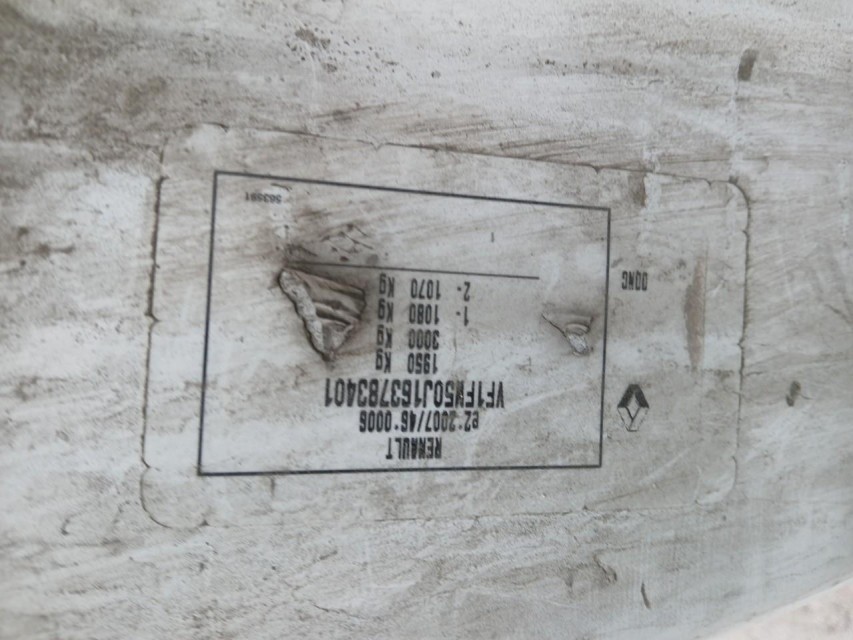 RENAULT
e2*2007/46*0006
VF1FW50J163783401
1950 Kg
3000 Kg
1- 1080 Kg
2- 1070 Kg